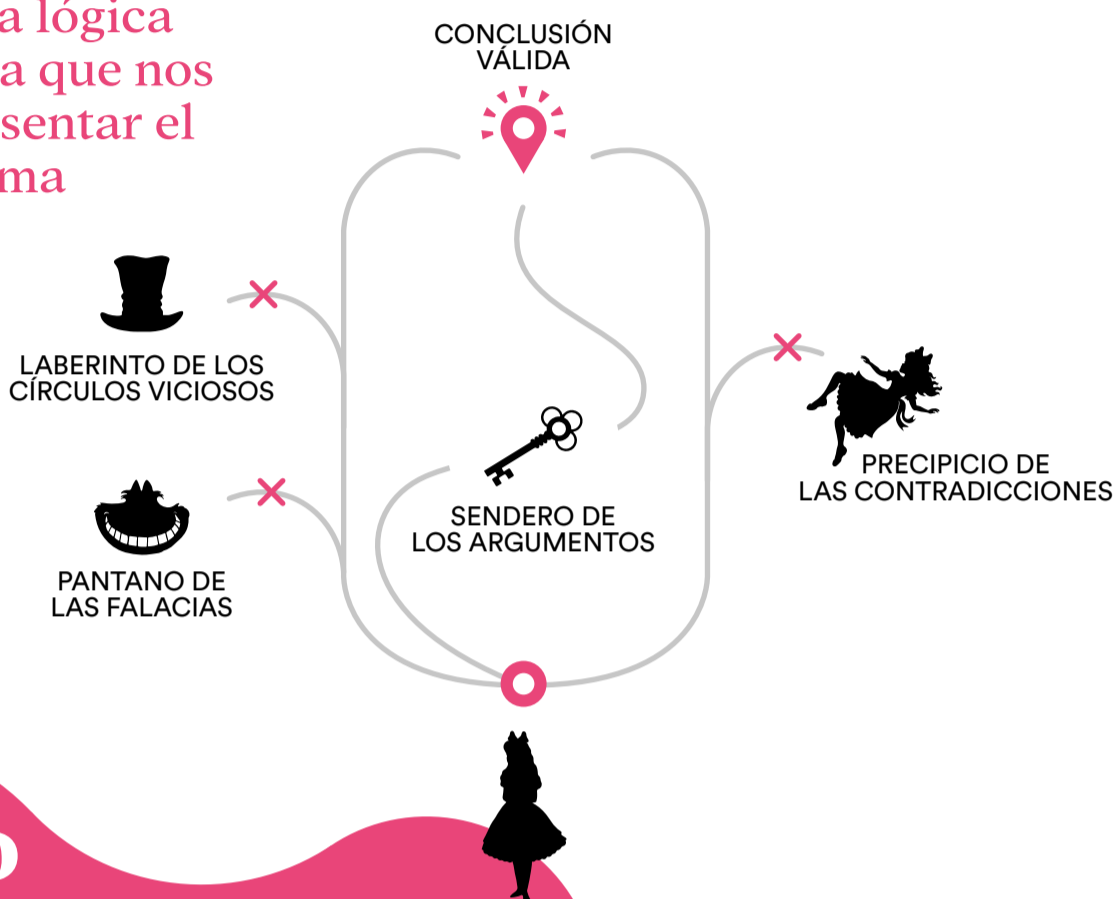 a lógica
a que nos
sentar el
ma
CONCLUSIÓN
VÁLIDA
LABERINTO DE LOS
CÍRCULOS VICIOSOS
PRECIPICIO DE
LAS CONTRADICCIONES
SENDERO DE
LOS ARGUMENTOS
PANTANO DE
LAS FALACIAS